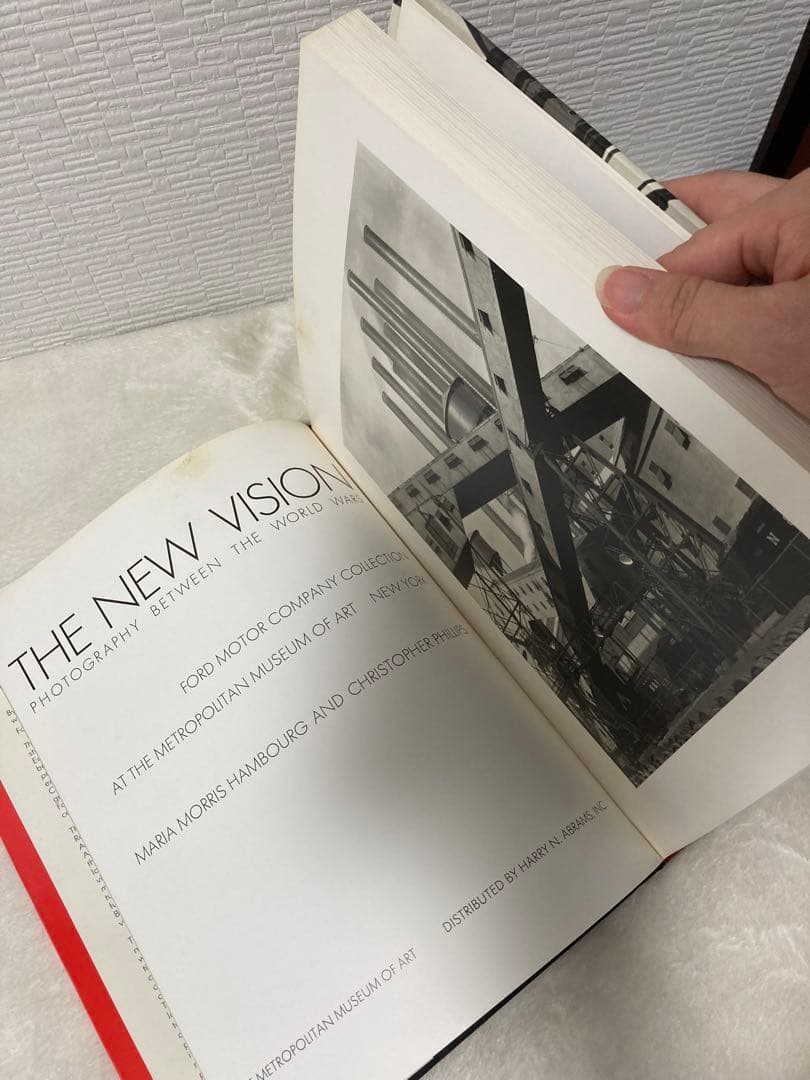 THE NEW VISION
PHOTOGRAPHY BETWEEN THE WORLD WARS
FORD MOTOR COMPANY COLLECTION
AT THE METROPOLITAN MUSEUM OF ART NEW YORK
MARIA MORRIS HAMBOURG AND CHRISTOPHER PHILLIPS
METROPOLITAN MUSEUM OF ART DISTRIBUTED BY HARRY N. ABRAMS, INC